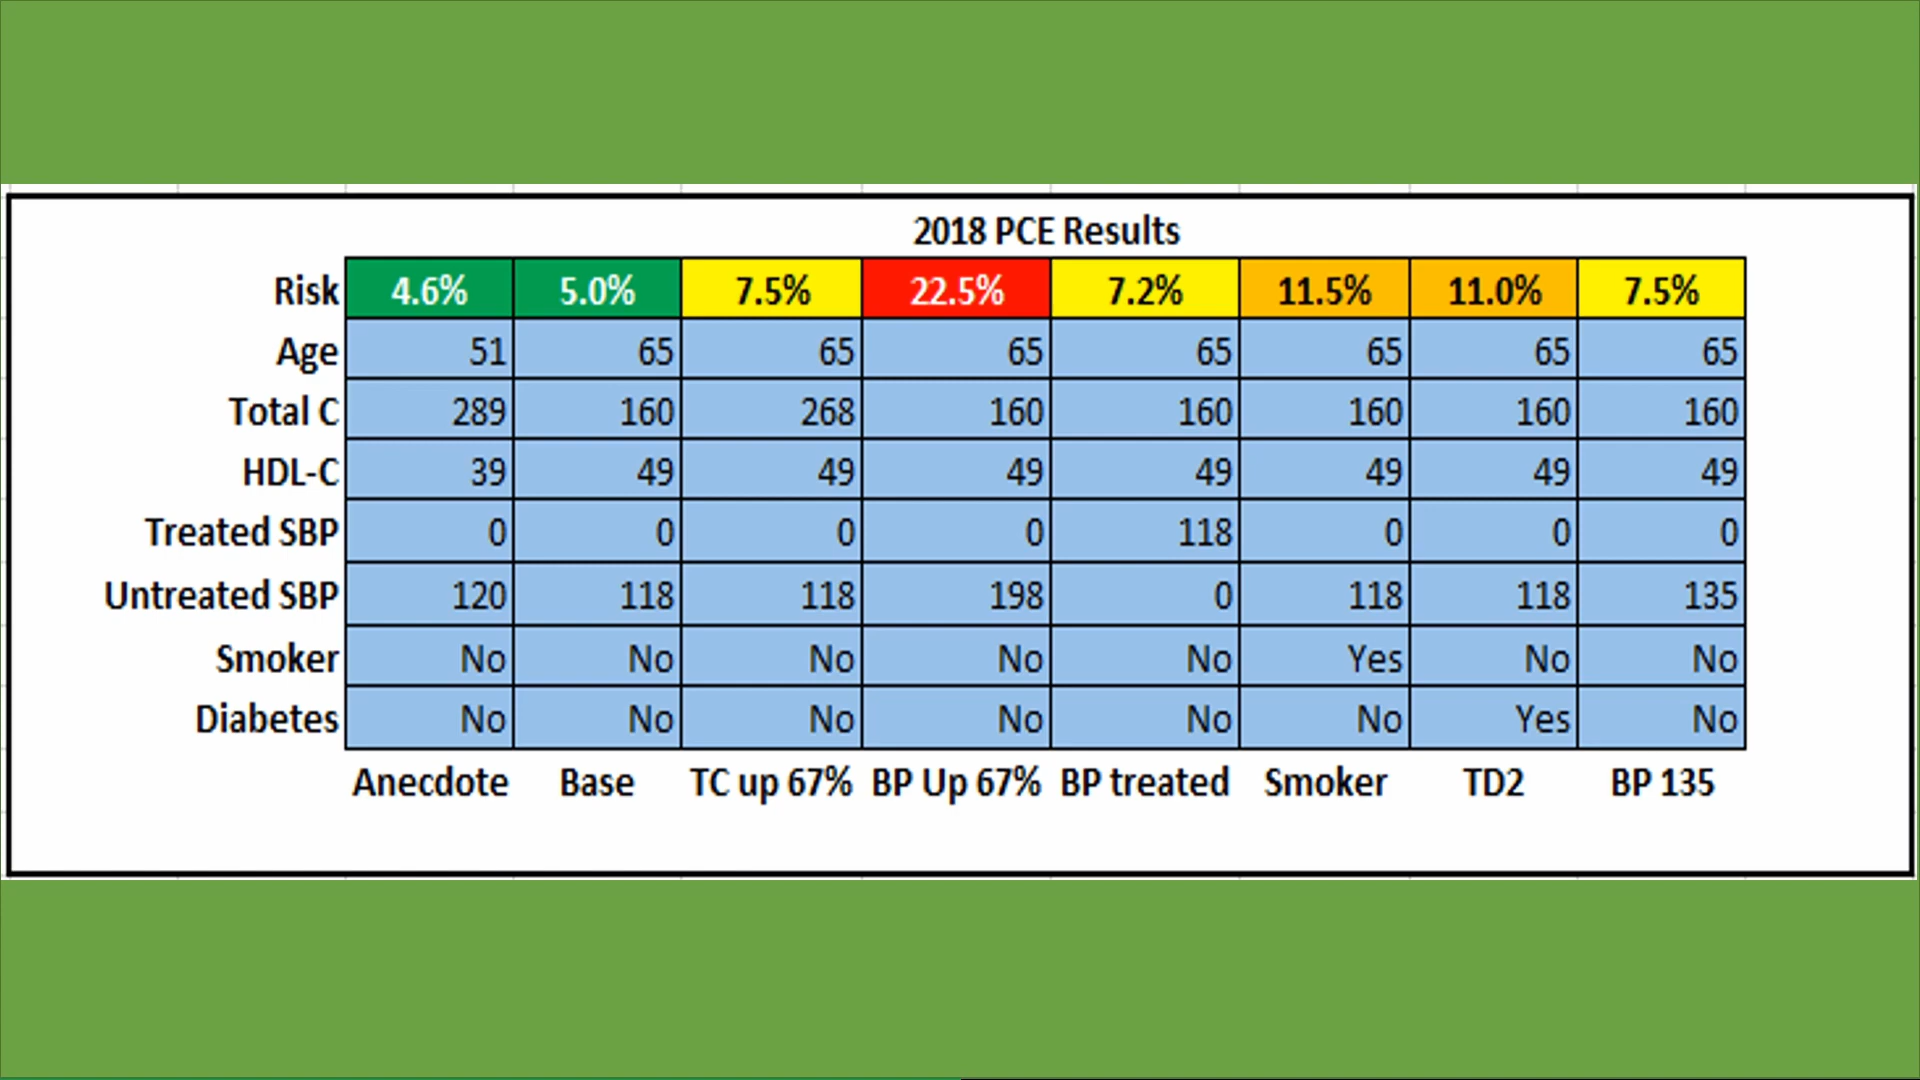 2018 PCE Results
Risk 4.6% 5.0% 7.5% 22.5% 7.2% 11.5% 11.0% 7.5%
Age 51 65 65 65 65 65 65 65
Total C 289 160 268 160 160 160 160 160
HDL-C 39 49 49 49 49 49 49 49
Treated SBP 0 0 0 0 118 0 0 0
Untreated SBP 120 118 118 198 0 118 118 135
Smoker No No No No No Yes No No
Diabetes No No No No No No Yes No
Anecdote Base TC up 67% BP Up 67% BP treated Smoker TD2 BP 135